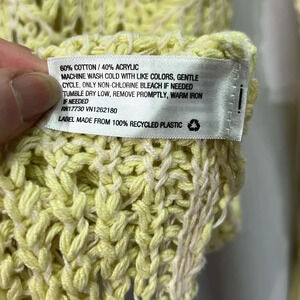 60% COTTON / 40% ACRYLIC
MACHINE WASH COLD WITH LIKE COLORS, GENTLE
CYCLE, ONLY NON-CHLORINE BLEACH IF NEEDED
TUMBLE DRY LOW, REMOVE PROMPTLY, WARM IRON
IF NEEDED
RN17730 VN1262180
LABEL MADE FROM 100% RECYCLED PLASTIC